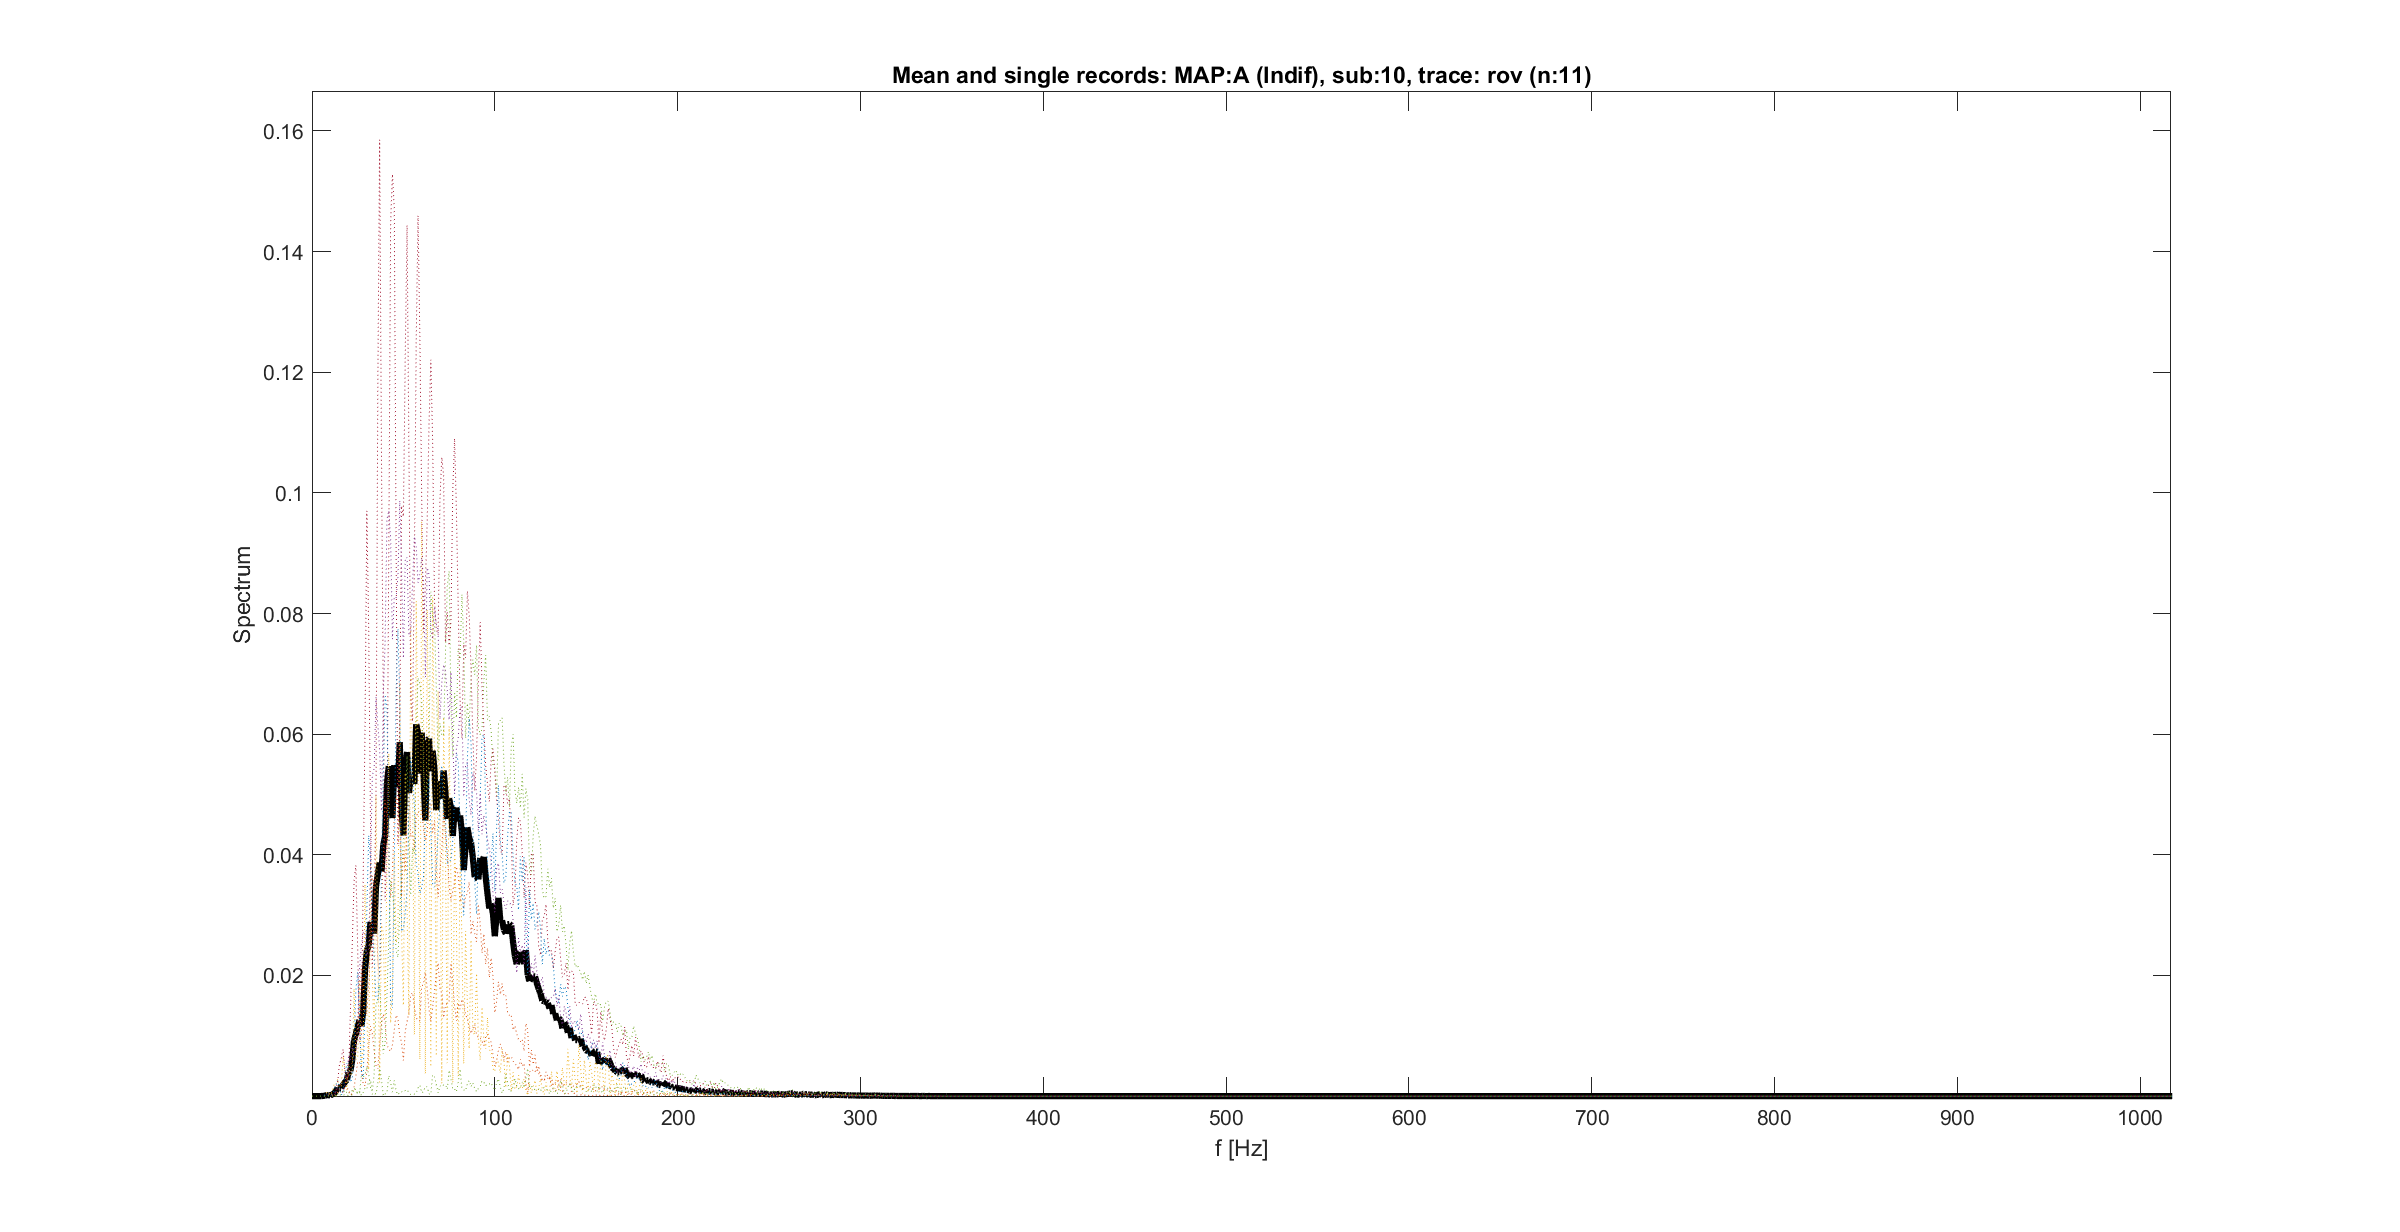 Mean and single records: MAP:A (Indif), sub:10, trace: rov (n:11)
0.16
0.14
0.12
0.1
0.08
0.06
0.04
0.02
Spectrum
0 100 200 300 400 500 600 700 800 900 1000
f [Hz]